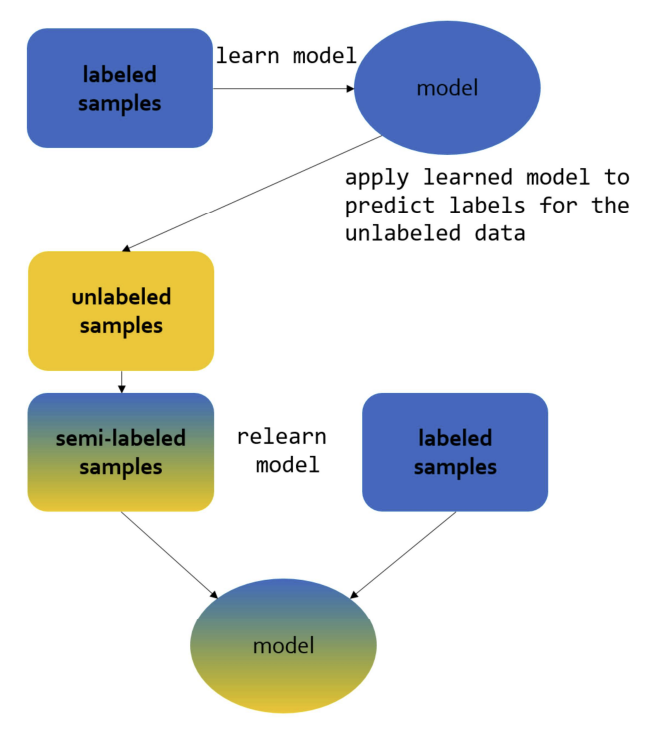 labeled
samples
learn model
model
apply learned model to
predict labels for the
unlabeled data
unlabeled
samples
semi-labeled
samples
relearn
model
labeled
samples
model